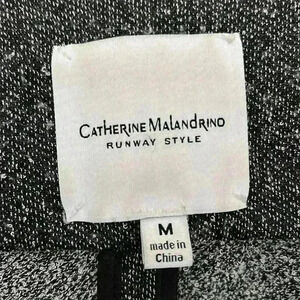 CATHERINE MALANDRINO
RUNWAY STYLE
M
made in
China